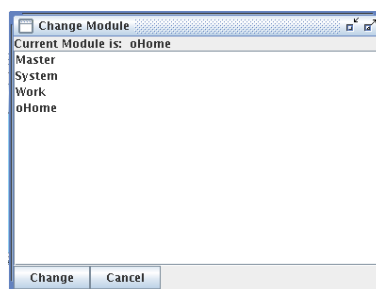 Change Module
Current Module is: oHome
Master
System
Work
oHome
Change Cancel